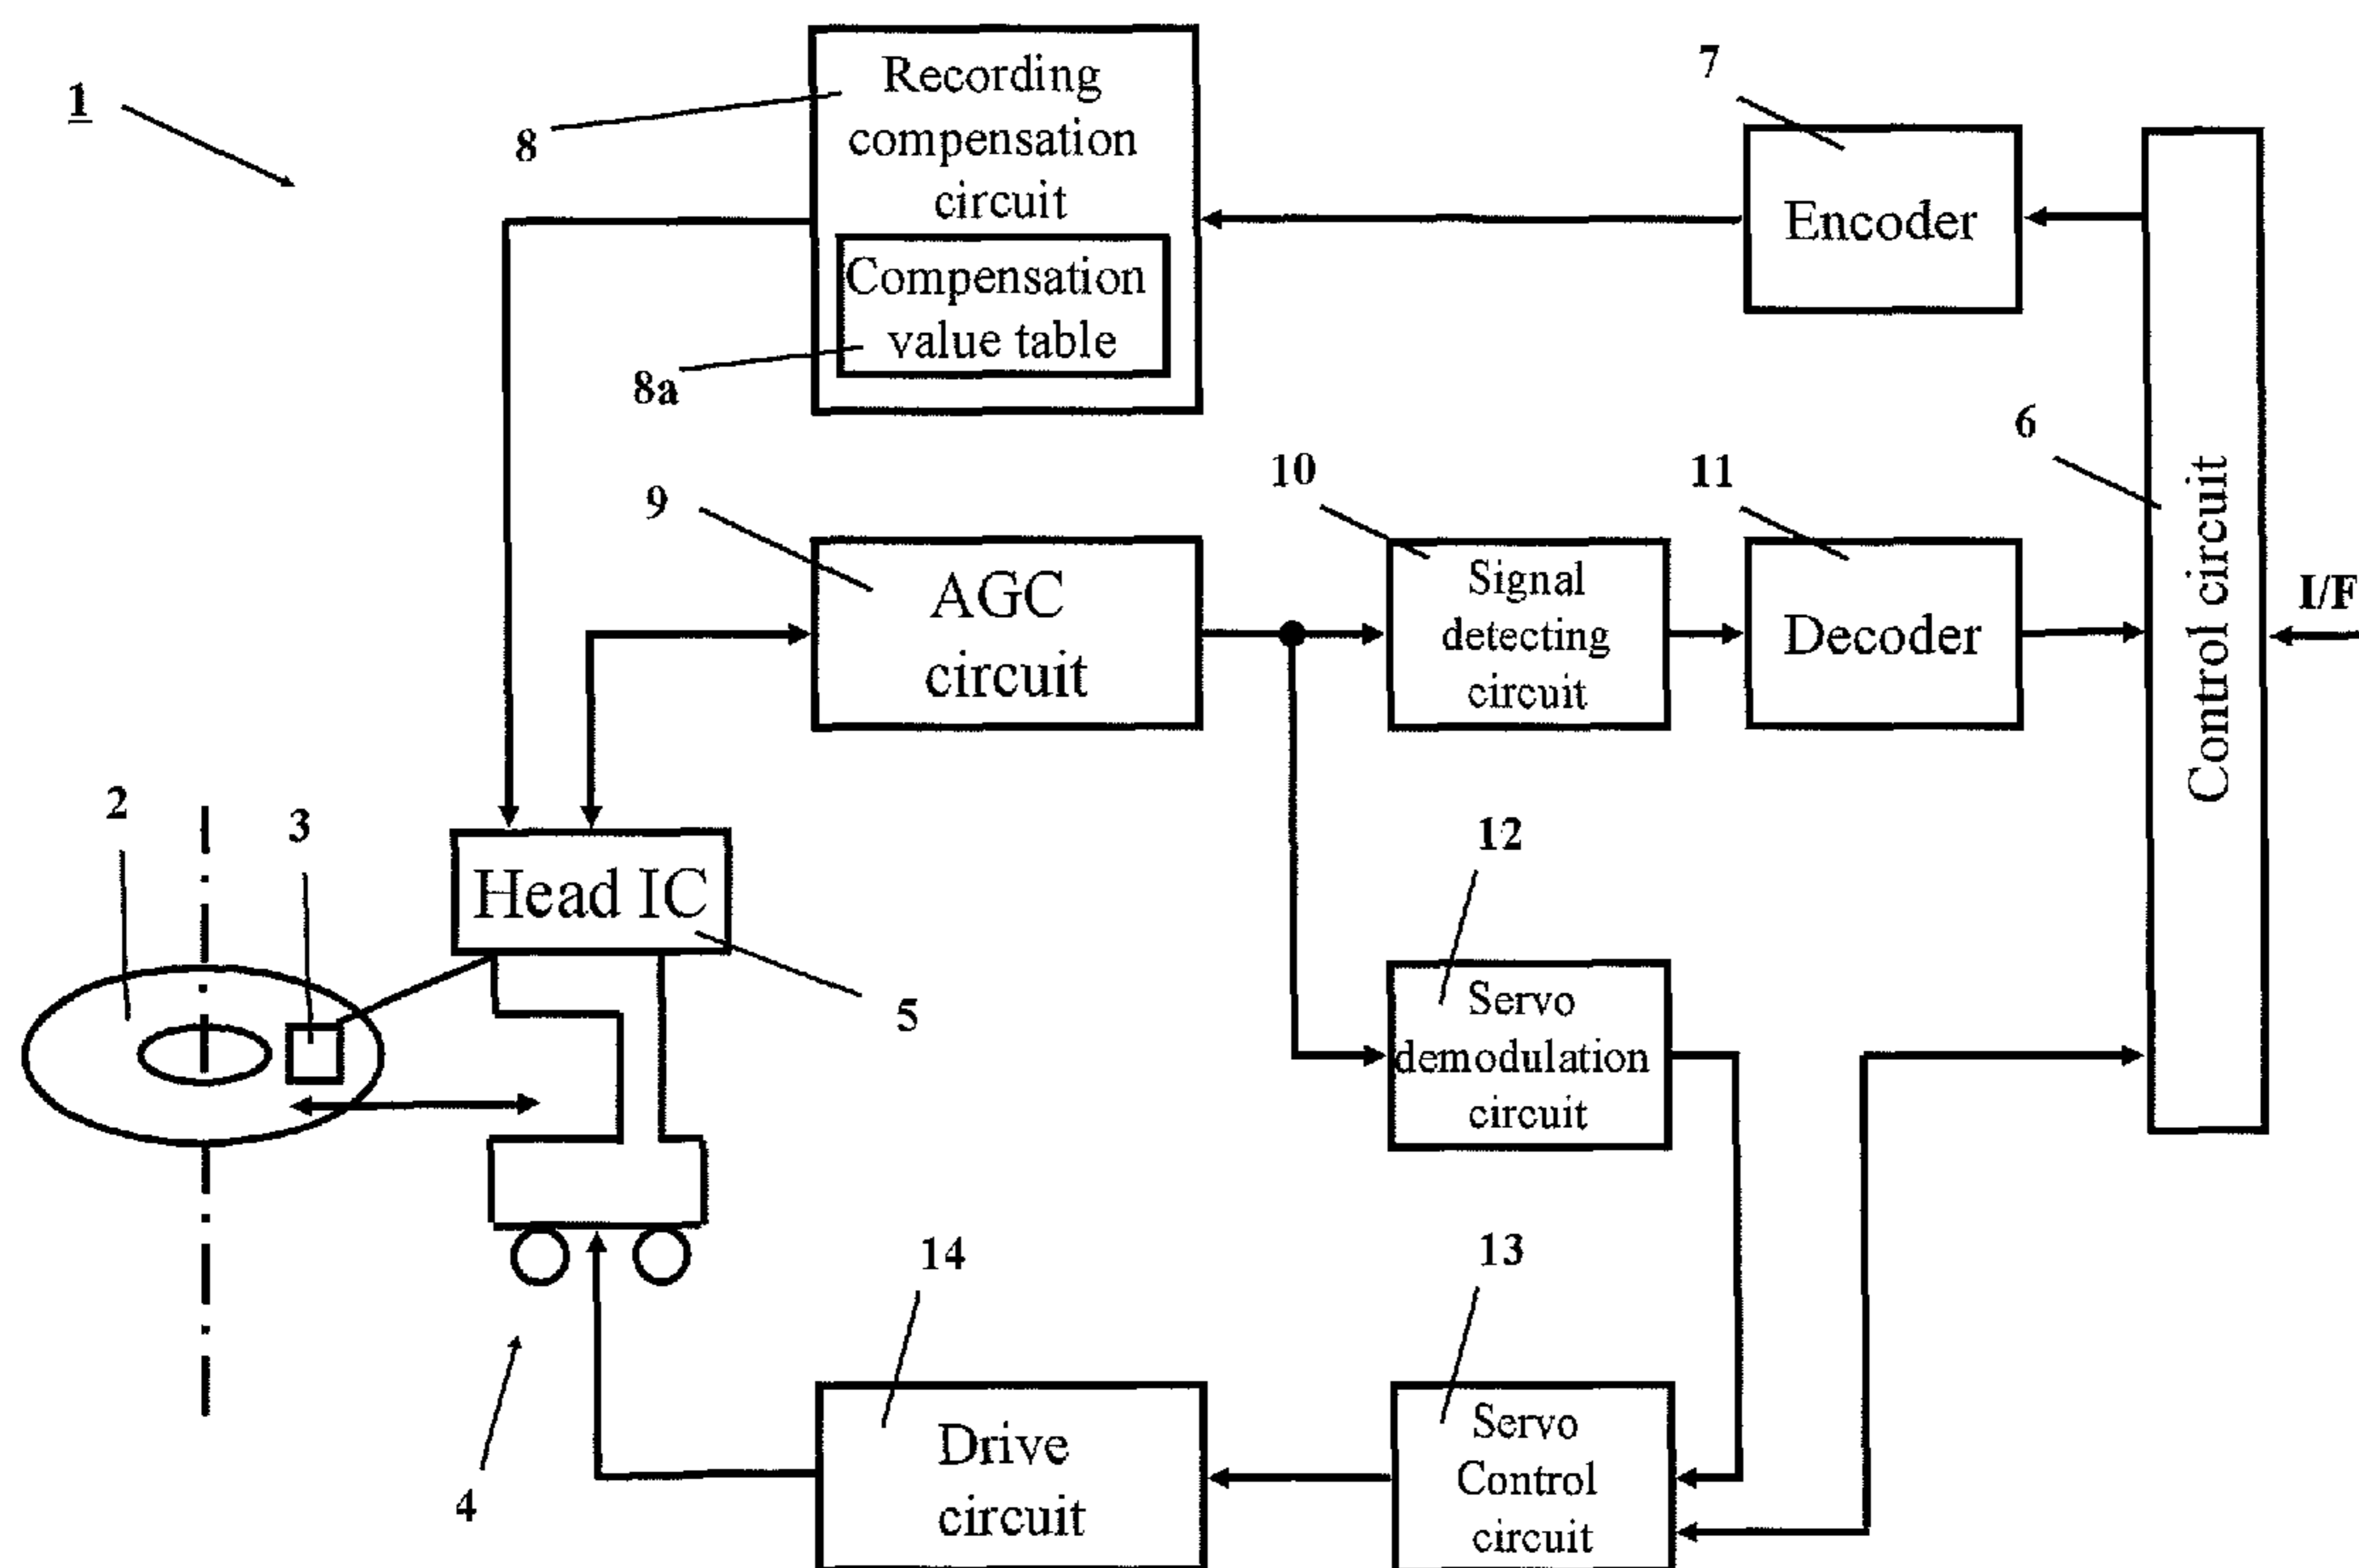 1
8
Recording
compensation
circuit
Compensation
value table
8a
7
Encoder
6
Control circuit
I/F
9
AGC
circuit
10
Signal
detecting
circuit
11
Decoder
2
3
Head IC
5
12
Servo
demodulation
circuit
4
14
Drive
circuit
13
Servo
Control
circuit